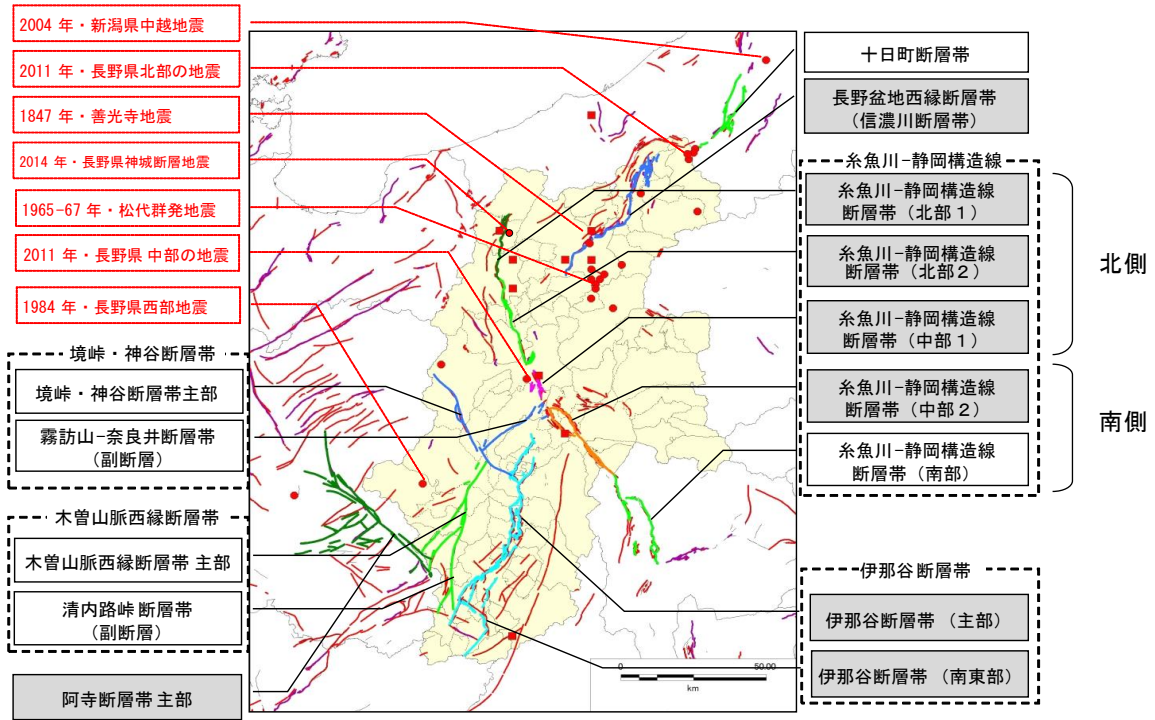 2004 年・新潟県中越地震
2011 年・長野県北部の地震
1847 年・善光寺地震
2014 年・長野県神城断層地震
1965-67 年・松代群発地震
2011 年・長野県 中部の地震
1984 年・長野県西部地震
境峠・神谷断層帯
境峠・神谷断層帯主部
霧訪山−奈良井断層帯
(副断層)
木曽山脈西縁断層帯
木曽山脈西縁断層帯 主部
清内路峠 断層帯
(副断層)
阿寺断層帯 主部
十日町断層帯
長野盆地西縁断層帯
(信濃川断層帯)
糸魚川−静岡構造線
糸魚川−静岡構造線
断層帯(北部1)
糸魚川−静岡構造線
断層帯(北部2)
糸魚川−静岡構造線
断層帯(中部1)
糸魚川−静岡構造線
断層帯(中部2)
糸魚川−静岡構造線
断層帯(南部)
北側
南側
伊那谷断層帯
伊那谷断層帯 (主部)
伊那谷断層帯 (南東部)
0 50.00
km